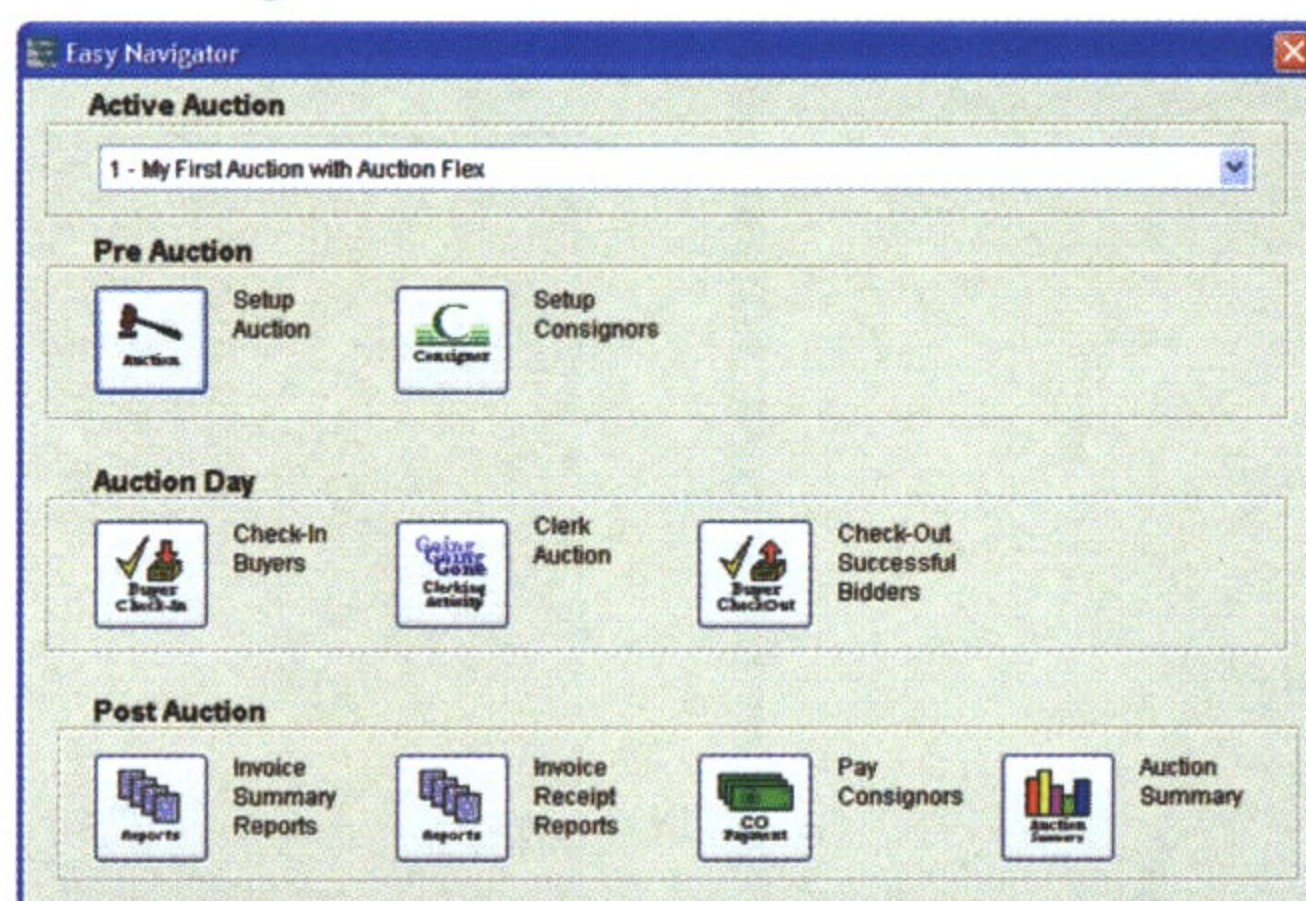 Easy Navigator
Active Auction
1 - My First Auction with Auction Flex
Pre Auction
Auction
Setup
Auction
C
Consignor
Setup
Consignors
Auction Day
Buyer
Check-In
Check-In
Buyers
Going
Going
Gone
Clerking
Activity
Clerk
Auction
Buyer
CheckOut
Check-Out
Successful
Bidders
Post Auction
Reports
Invoice
Summary
Reports
Reports
Invoice
Receipt
Reports
CO
Payment
Pay
Consignors
Auction
Summary
Auction
Summary